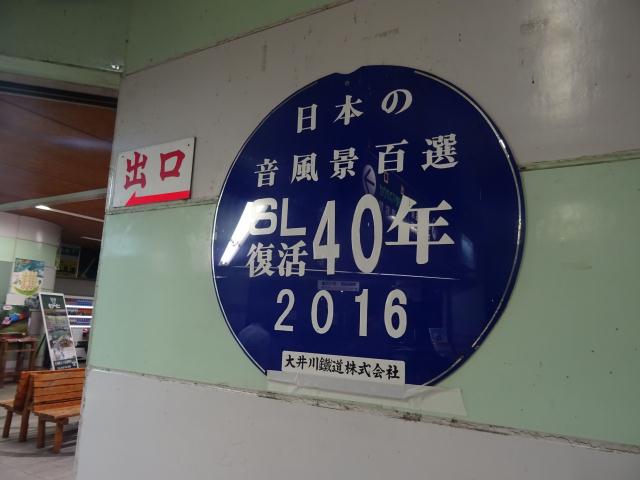 出口
日本の
音風景百選
SL
復活40年
2016
大井川鐵道株式会社